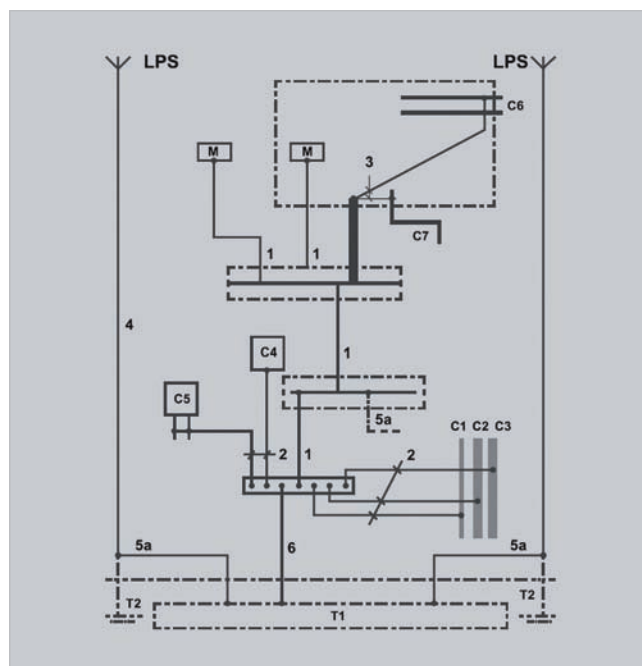 LPS LPS
C6
M M 3
C7
1 1
4
C4 1
C5 5a
C1 C2 C3
2 1 2
6
5a 5a
T2 T2
T1